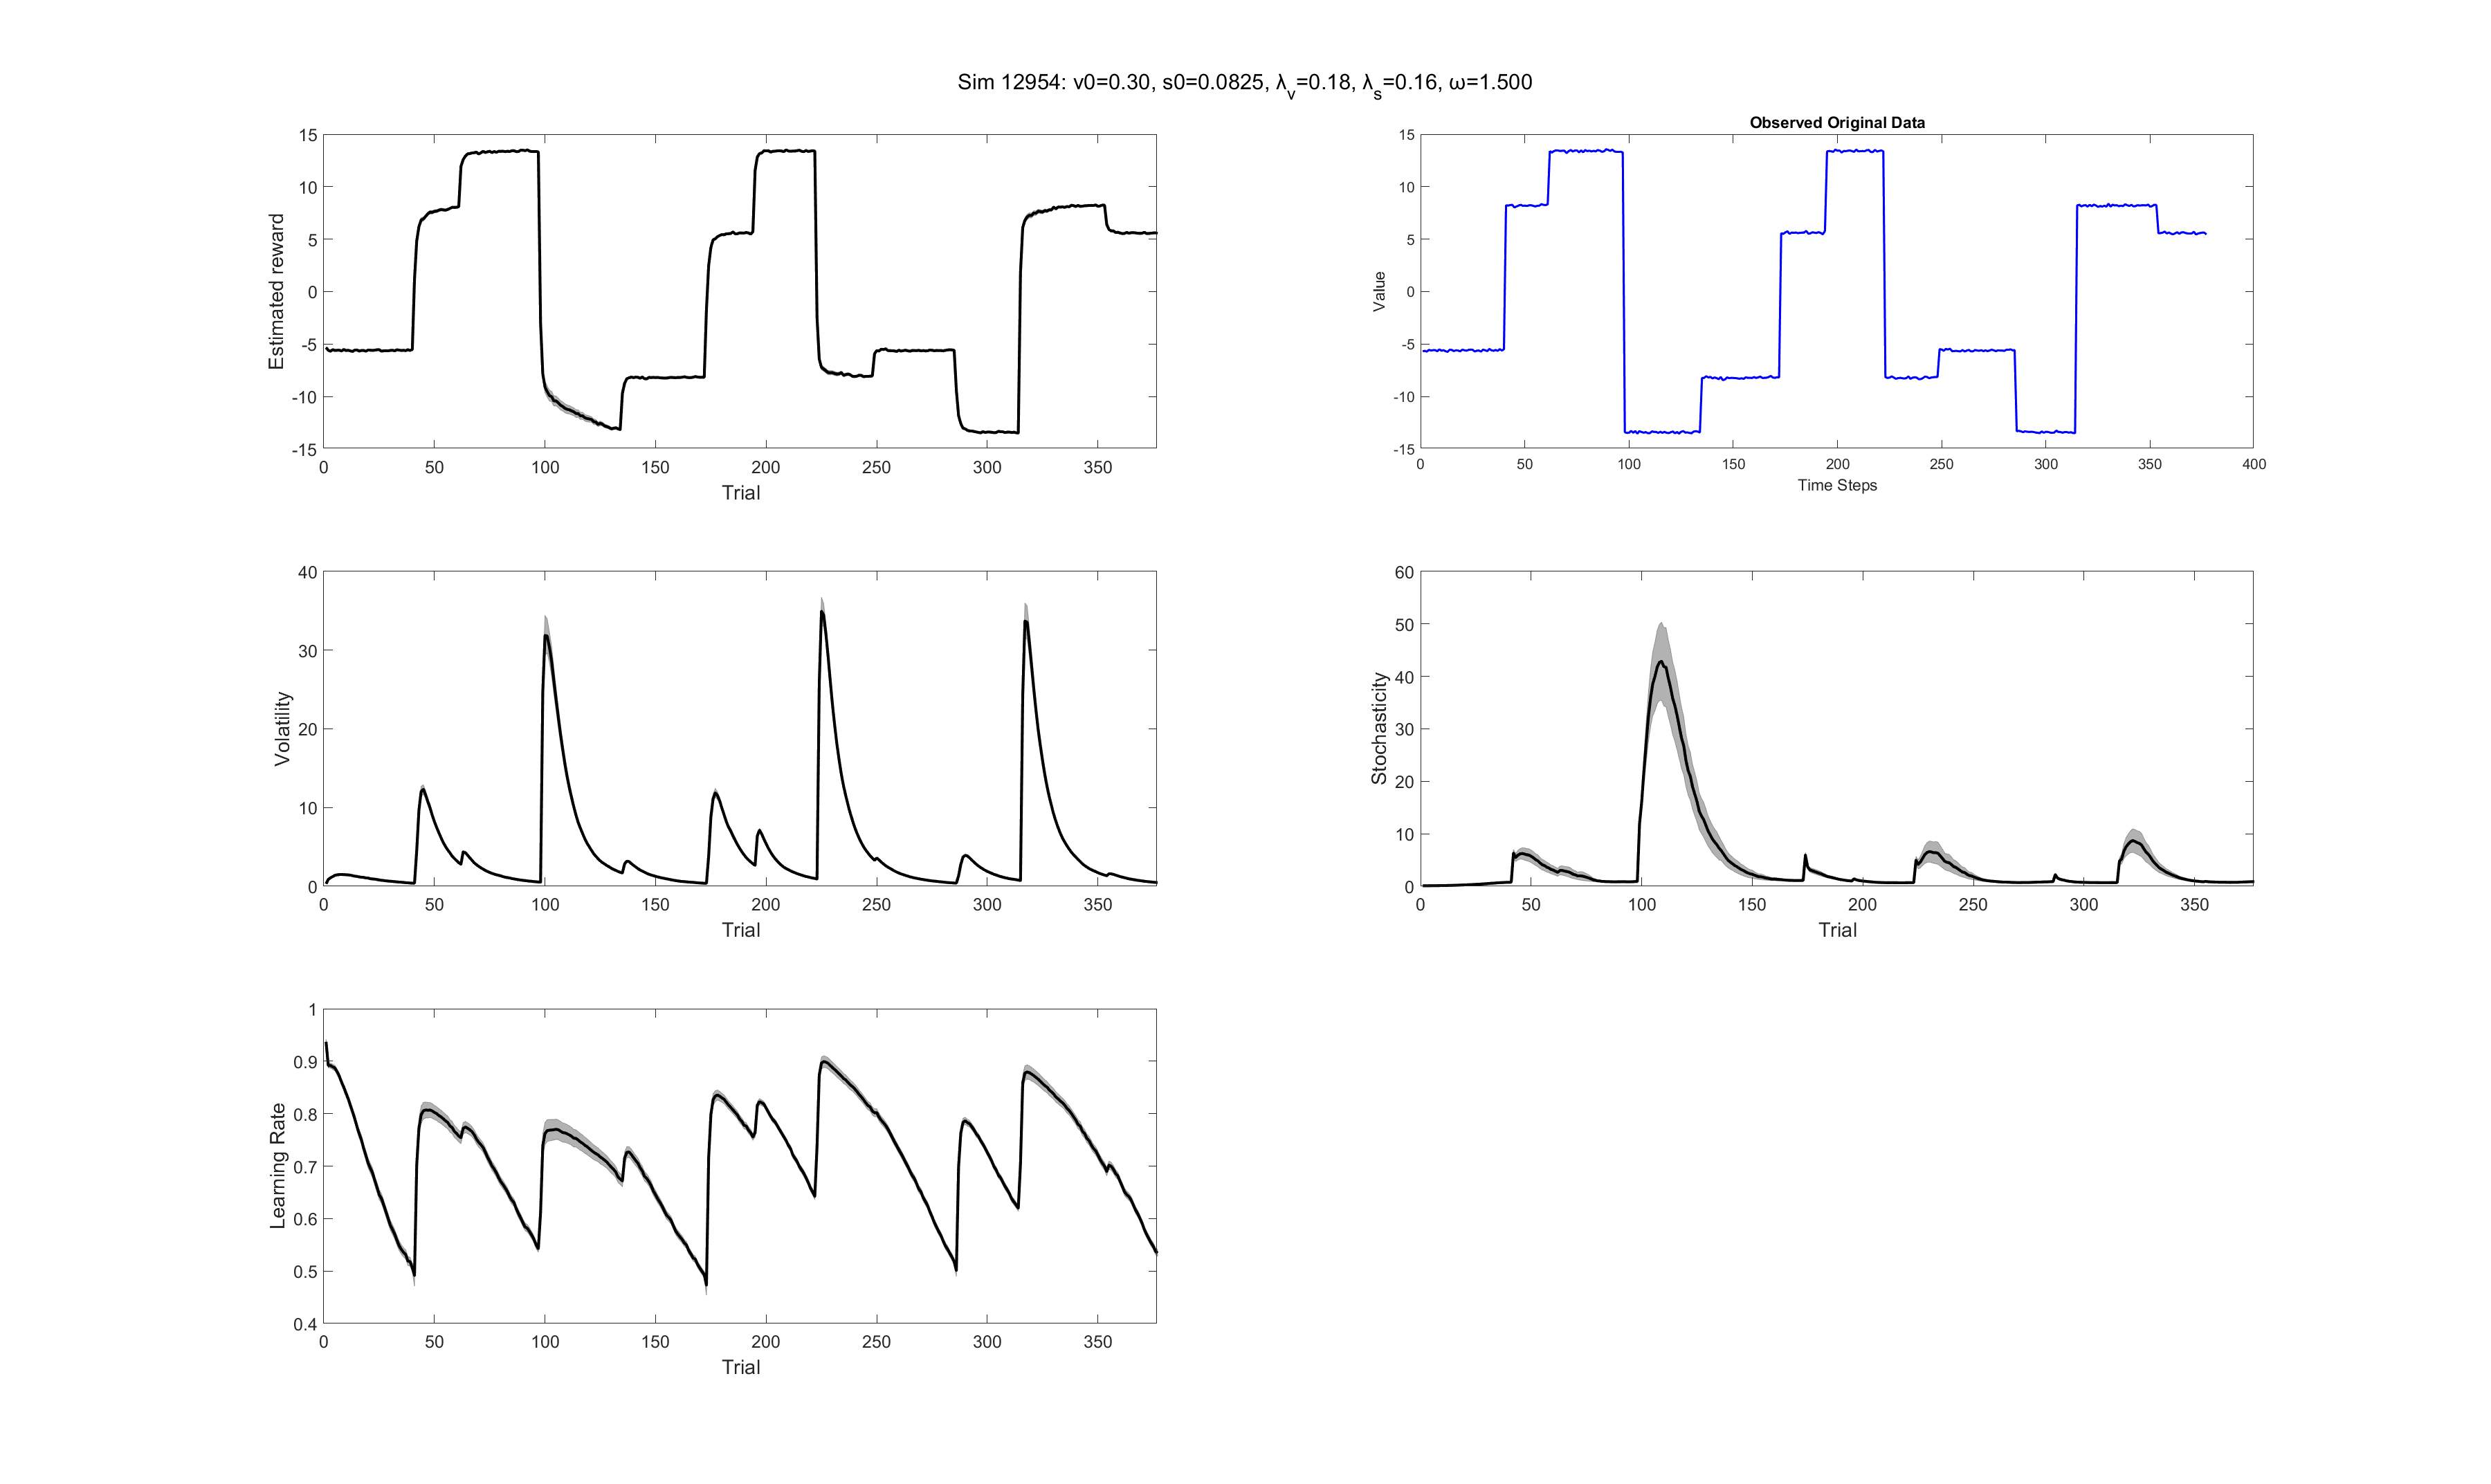 Sim 12954: v0=0.30, s0=0.0825, λv=0.18, λs=0.16, ω=1.500
15
10
5
0
-5
-10
-15
Estimated reward
0 50 100 150 200 250 300 350
Trial
Observed Original Data
15
10
5
0
-5
-10
-15
Value
0 50 100 150 200 250 300 350 400
Time Steps
40
30
20
10
0
Volatility
0 50 100 150 200 250 300 350
Trial
60
50
40
30
20
10
0
Stochasticity
0 50 100 150 200 250 300 350
Trial
1
0.9
0.8
0.7
0.6
0.5
0.4
Learning Rate
0 50 100 150 200 250 300 350
Trial